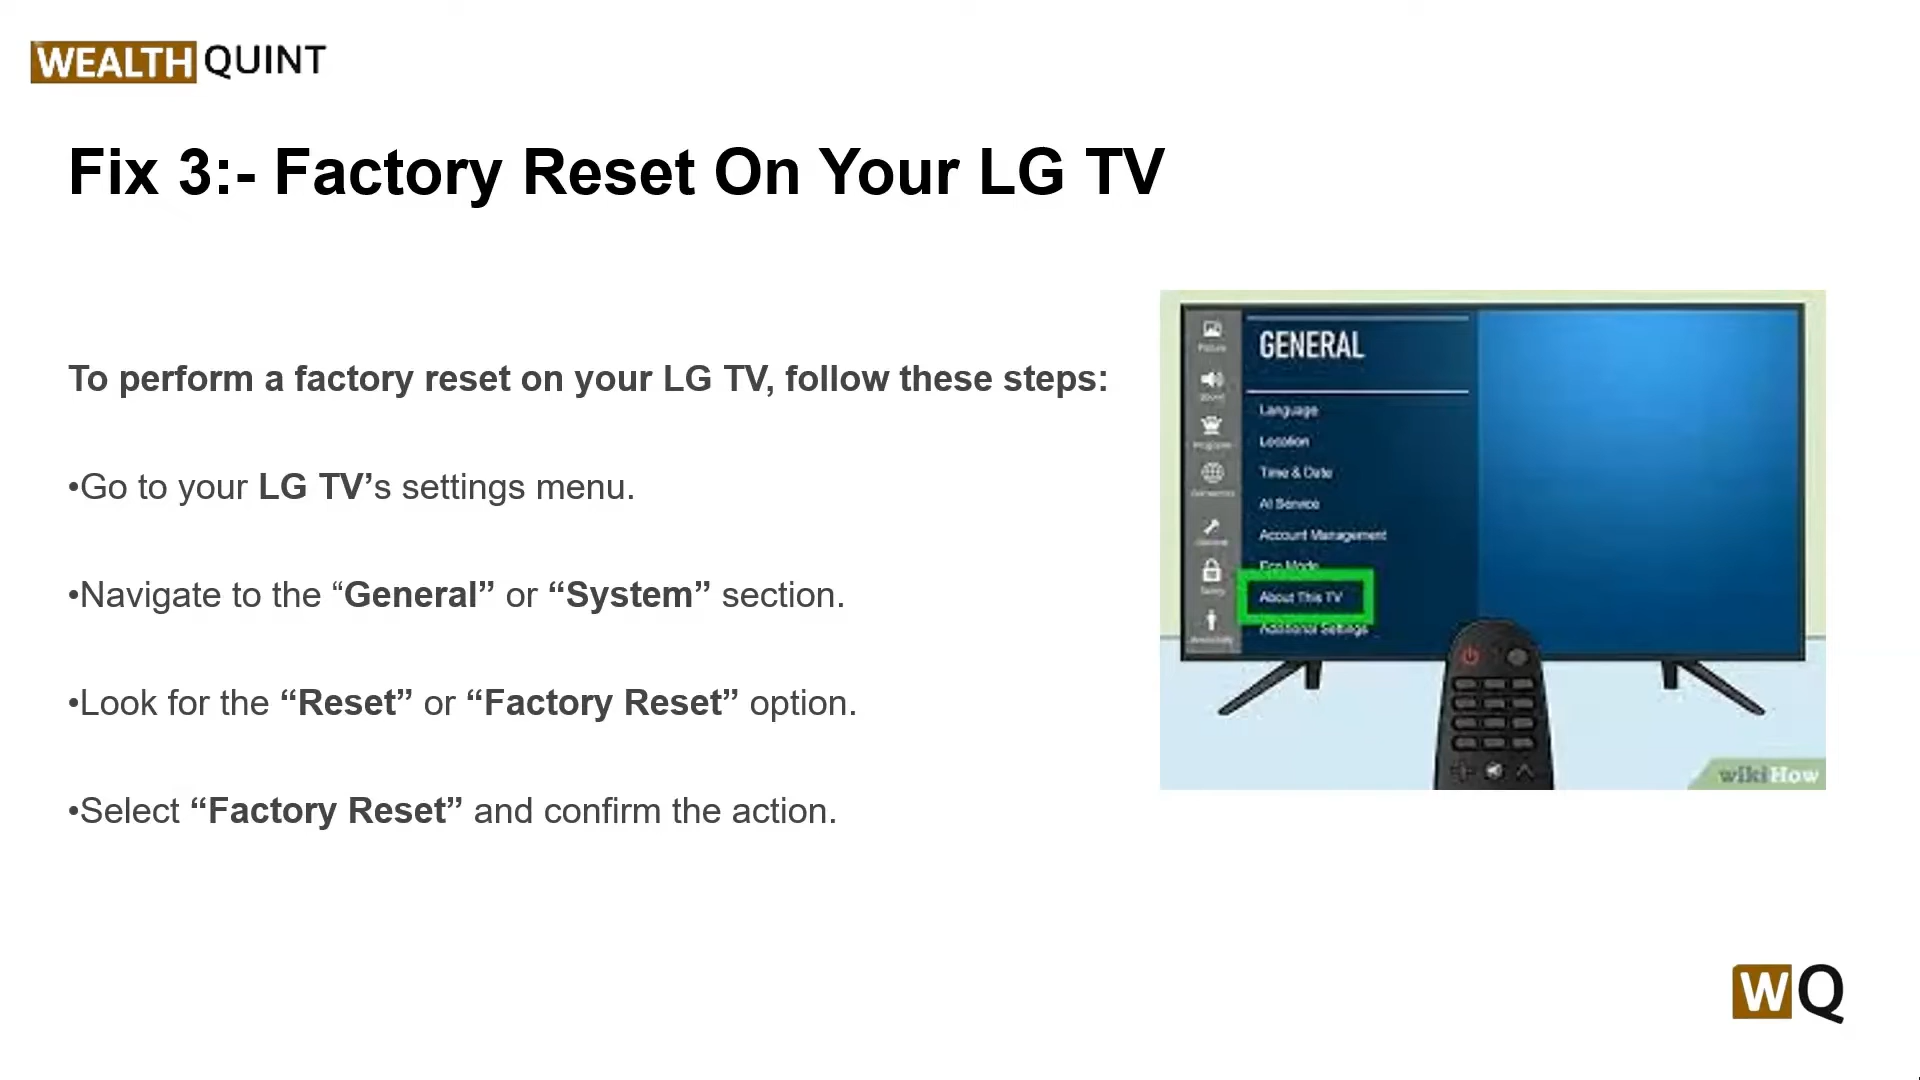 WEALTH QUINT
Fix 3:- Factory Reset On Your LG TV
To perform a factory reset on your LG TV, follow these steps:
•Go to your LG TV’s settings menu.
•Navigate to the “General” or “System” section.
•Look for the “Reset” or “Factory Reset” option.
•Select “Factory Reset” and confirm the action.
GENERAL
Language
Location
Time & Date
AI Service
Account Management
Eco Mode
About This TV
Additional Settings
wikiHow
WQ